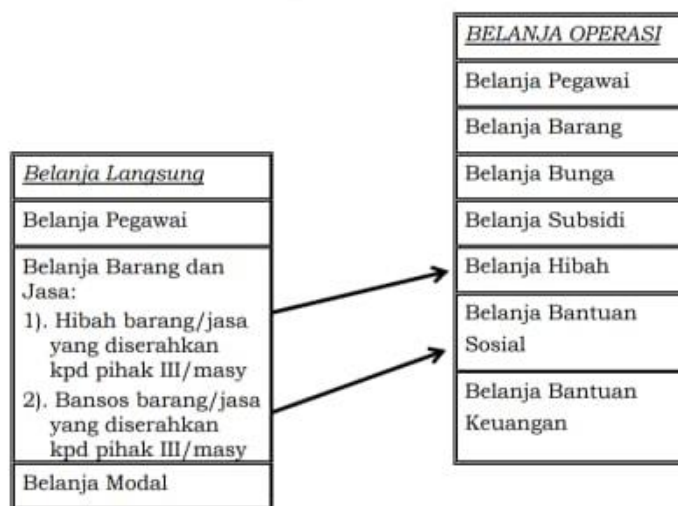 Belanja Langsung
Belanja Pegawai
Belanja Barang dan
Jasa:
1). Hibah barang/jasa
yang diserahkan
kpd pihak III/masy
2). Bansos barang/jasa
yang diserahkan
kpd pihak III/masy
Belanja Modal
BELANJA OPERASI
Belanja Pegawai
Belanja Barang
Belanja Bunga
Belanja Subsidi
Belanja Hibah
Belanja Bantuan
Sosial
Belanja Bantuan
Keuangan